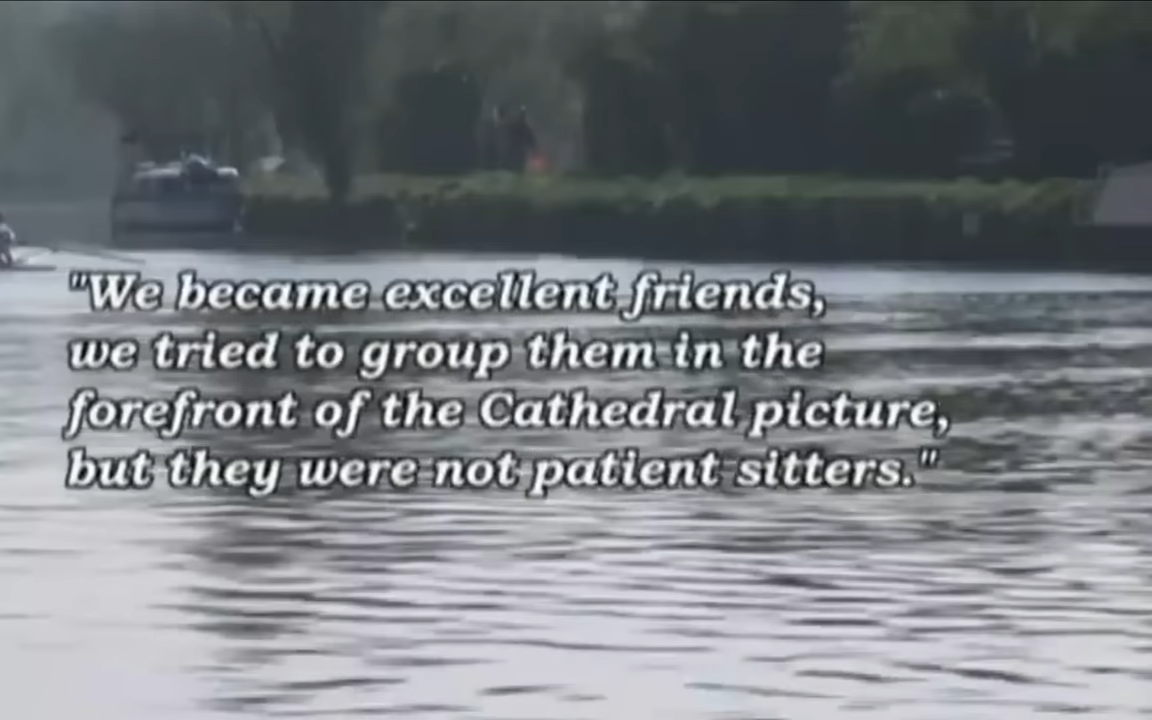 "We became excellent friends,
we tried to group them in the
forefront of the Cathedral picture,
but they were not patient sitters."